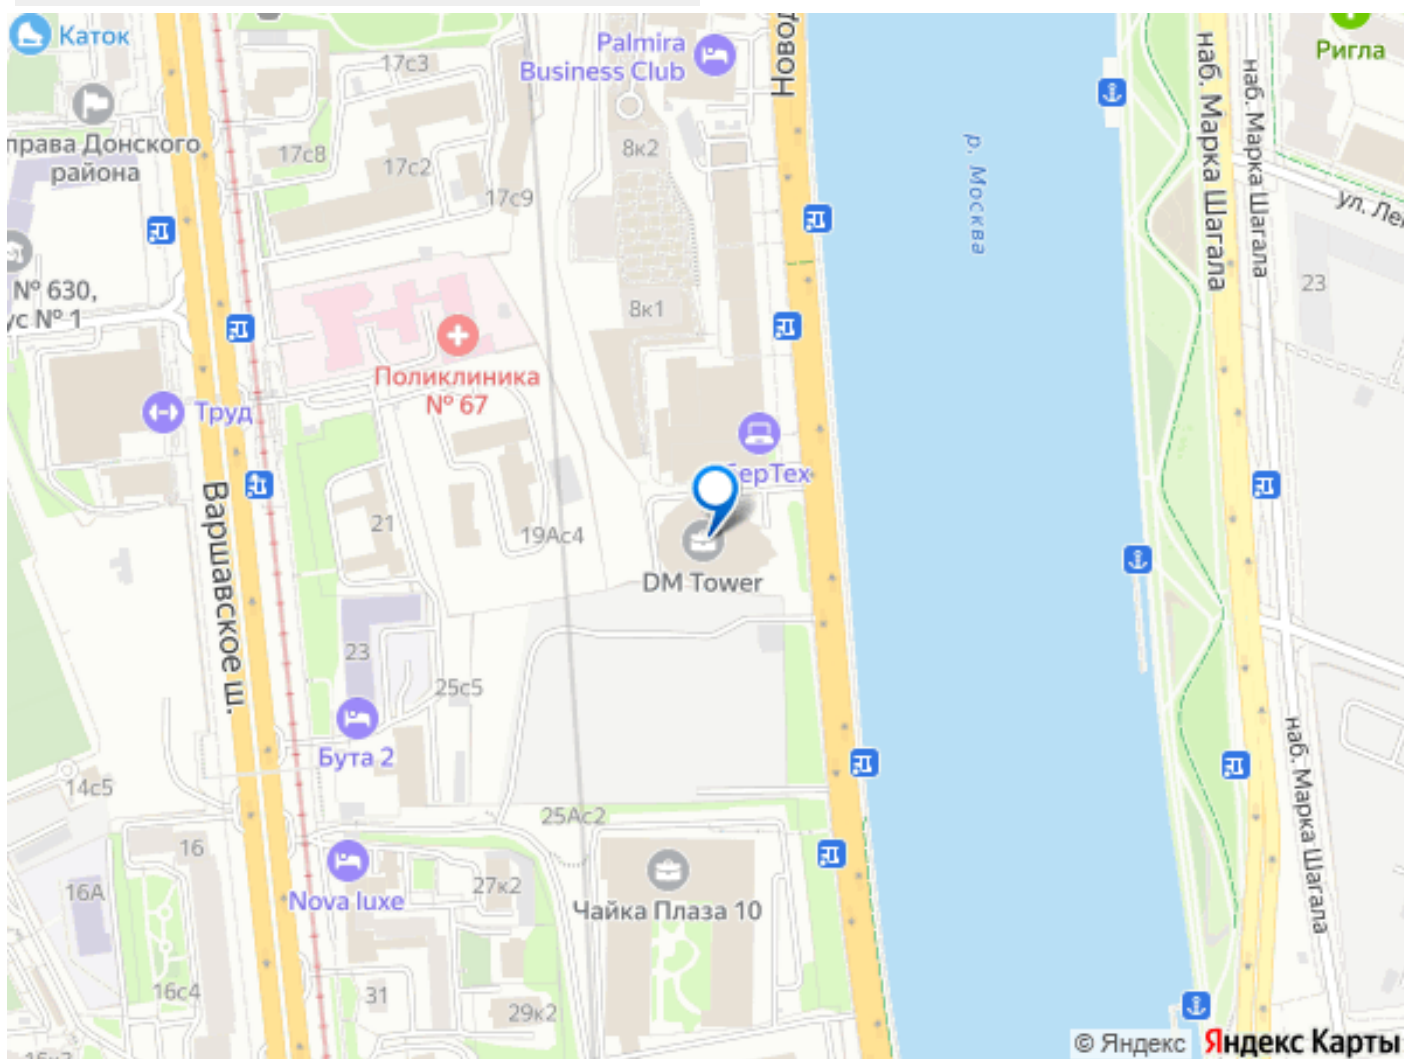 Каток
Palmira
Business Club
Ригла
17с3
права Донского
района
17с8
17с2
17с9
8к2
р. Москва
наб. Марка Шагала
наб. Марка Шагала
23
№ 630,
ус № 1
8к1
Поликлиника
№ 67
Труд
Варшавское ш.
ерТех
21
19Ас4
DM Tower
23
25с5
Бута 2
14с5
25Ас2
16
16А
Nova luxe
27к2
Чайка Плаза 10
наб. Марка Шагала
16с4
31
29к2
© Яндекс Яндекс Карты